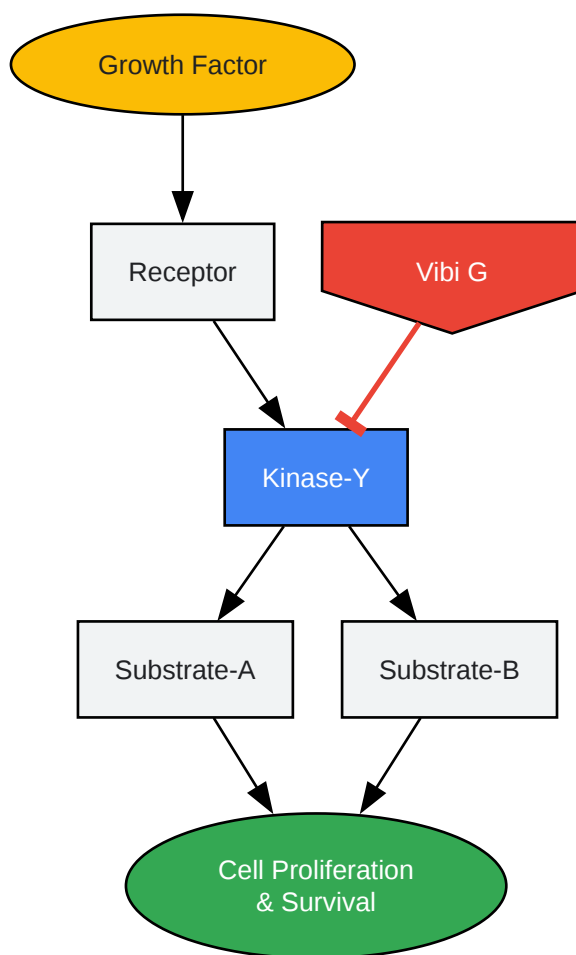 Growth Factor
Receptor
Vibi G
Kinase-Y
Substrate-A
Substrate-B
Cell Proliferation
& Survival